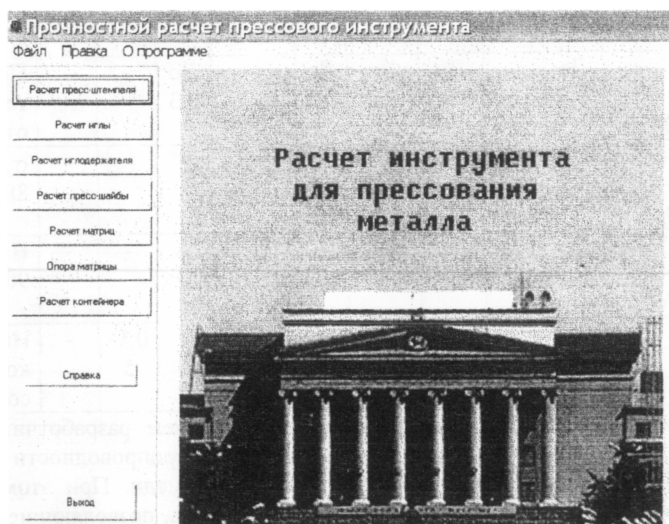 Прочностной расчет прессового инструмента
Файл Правка О программе
Расчет пресс-штемпеля
Расчет иглы
Расчет иглодержателя
Расчет пресс-шайбы
Расчет матриц
Опора матрицы
Расчет контейнера
Справка
Выход
Расчет инструмента
для прессования
металла